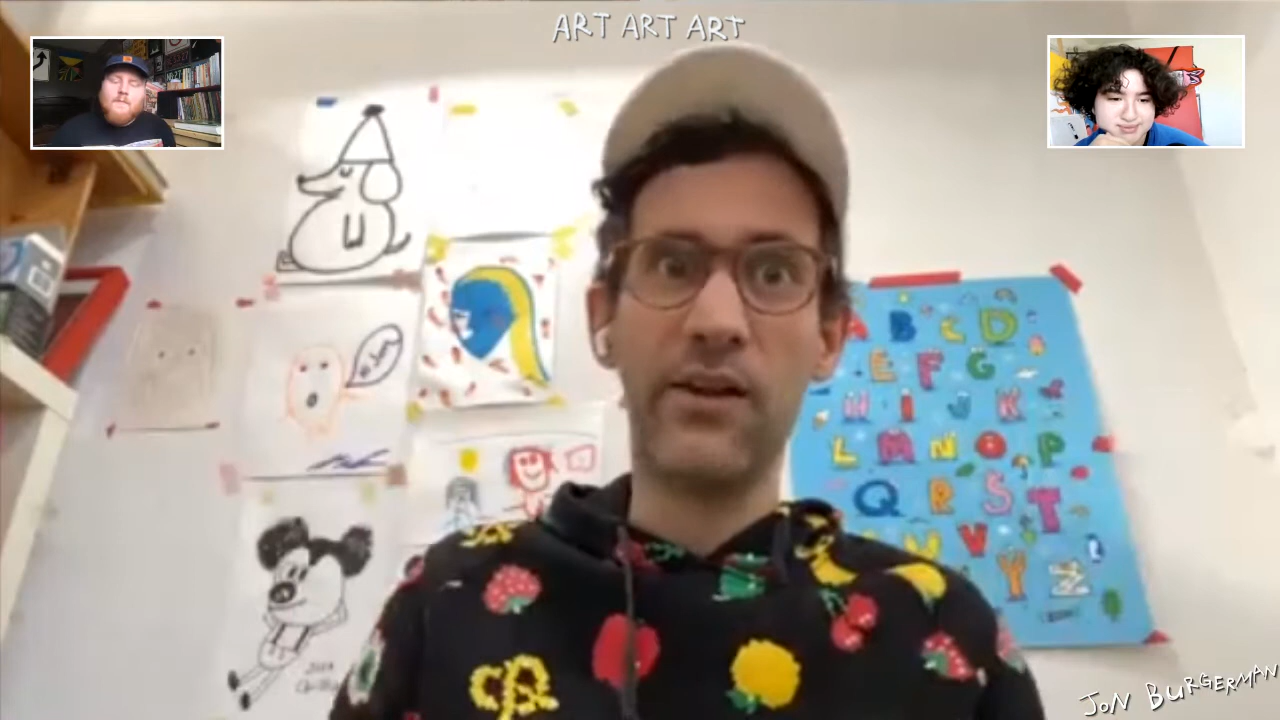 ART ART ART
A B C D
E F G
H I J K
L M N O P
Q R S T
U V
Y Z
JON BURGERMAN